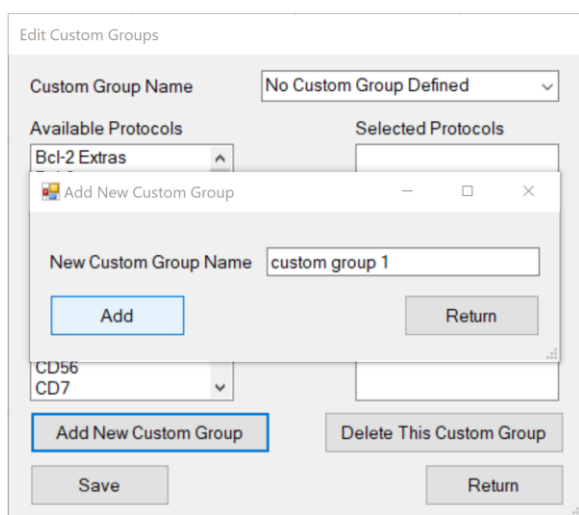 Edit Custom Groups
Custom Group Name No Custom Group Defined
Available Protocols Selected Protocols
Bcl-2 Extras
Add New Custom Group
New Custom Group Name custom group 1
Add Return
CD56
CD7
Add New Custom Group Delete This Custom Group
Save Return